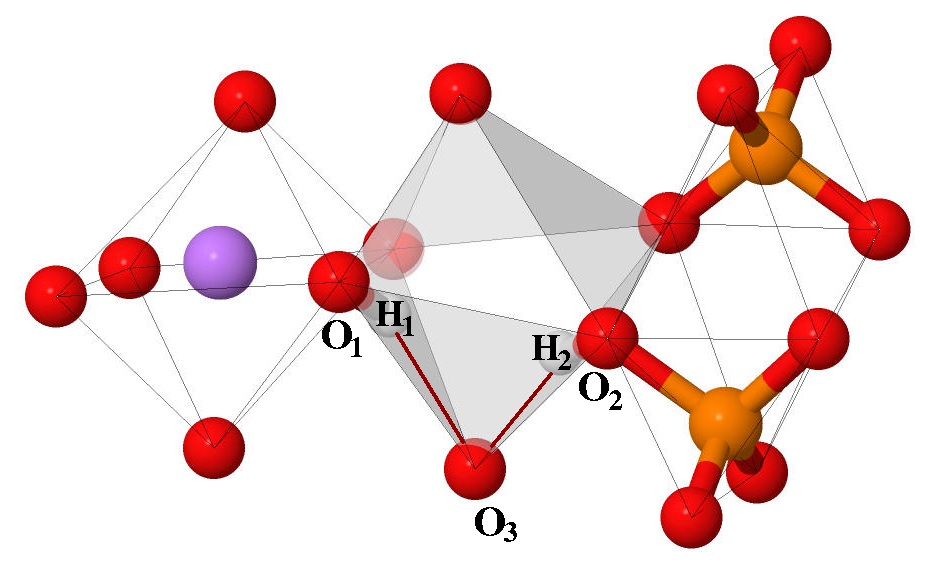 H₁
O₁
H₂
O₂
O₃